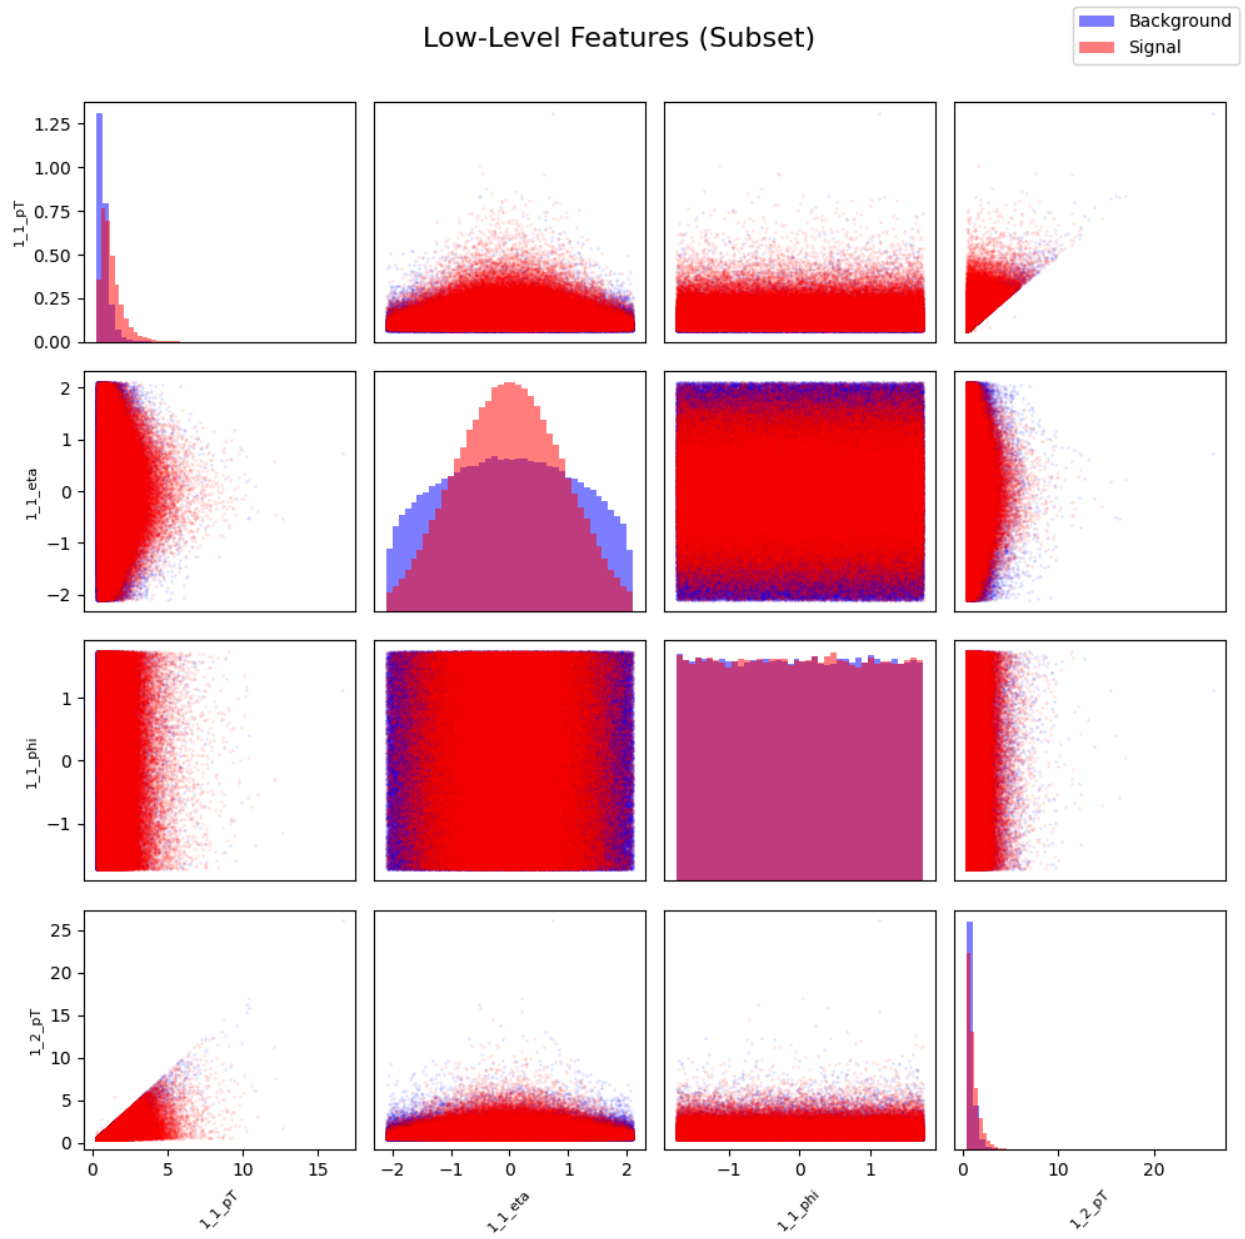 Low-Level Features (Subset)
Background
Signal
1_1_pT
1.25
1.00
0.75
0.50
0.25
0.00
1_1_eta
2
1
0
−1
−2
1_1_phi
1
0
−1
1_2_pT
25
20
15
10
5
0
0 5 10 15
−2 −1 0 1 2
−1 0 1
0 10 20
1_1_pT
1_1_eta
1_1_phi
1_2_pT